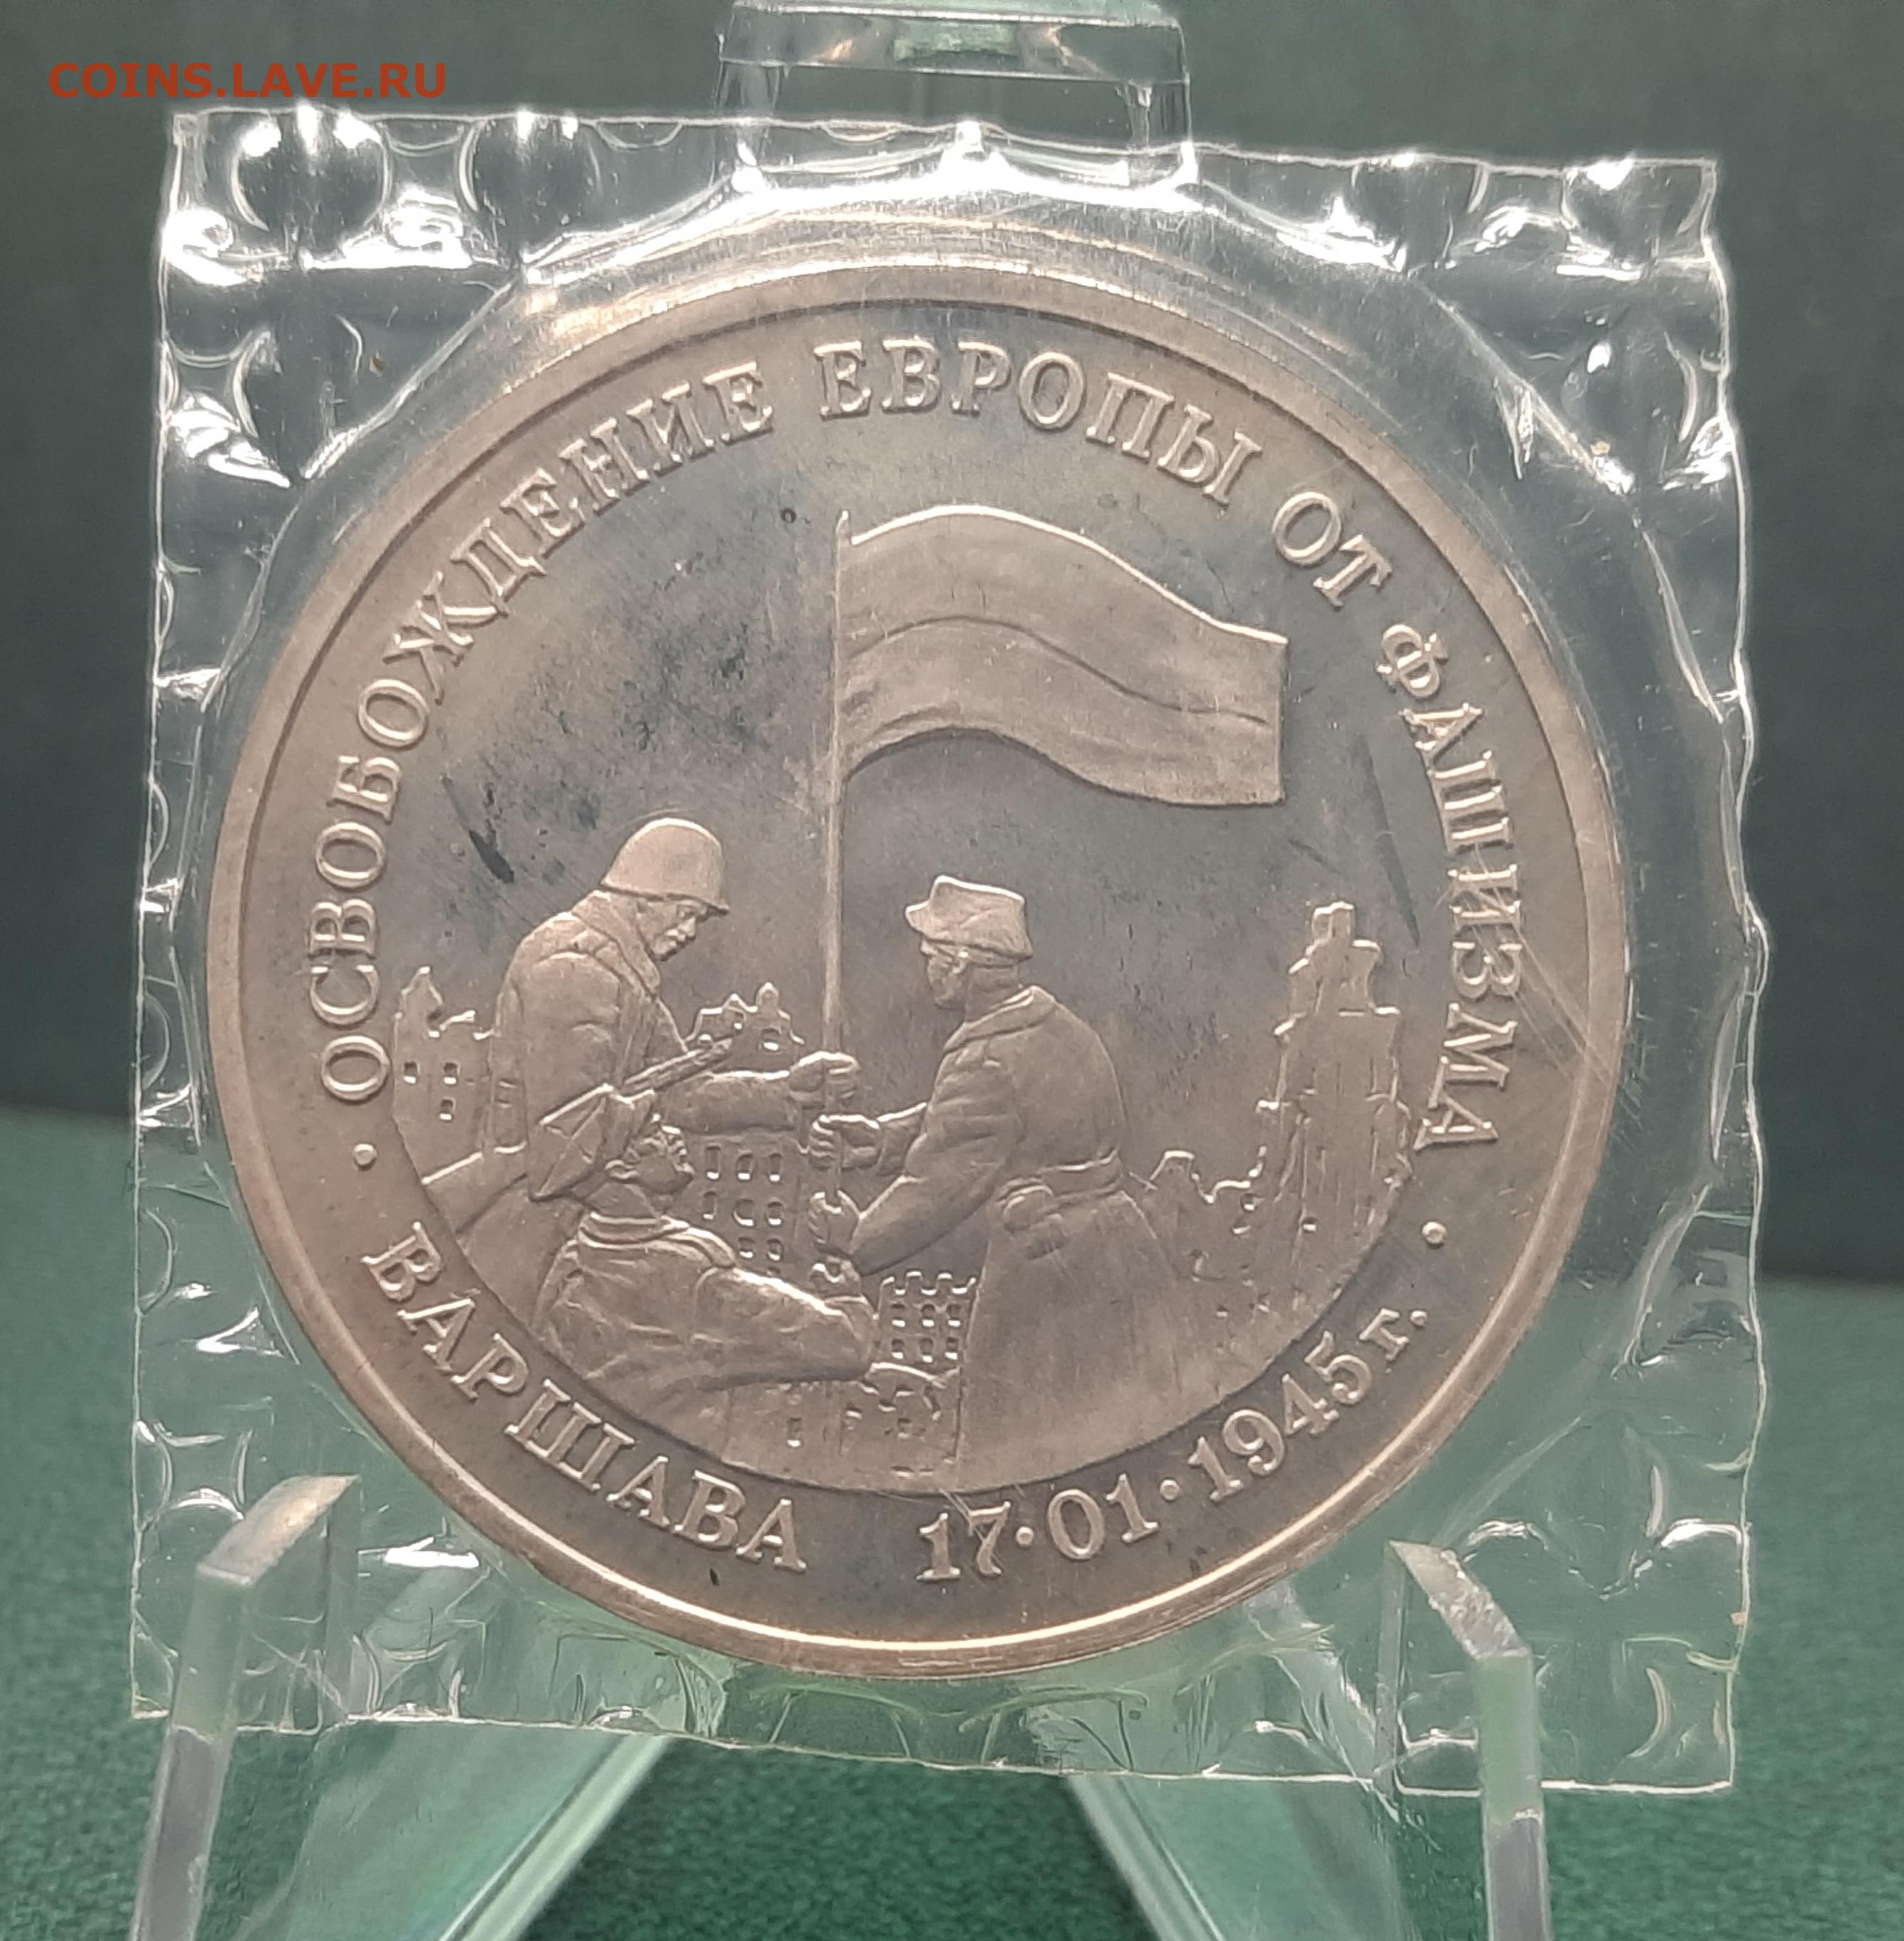 COINS.LAVE.RU
· ОСВОБОЖДЕНИЕ ЕВРОПЫ ОТ ФАШИЗМА ·
ВАРШАВА 17·01·1945 г.